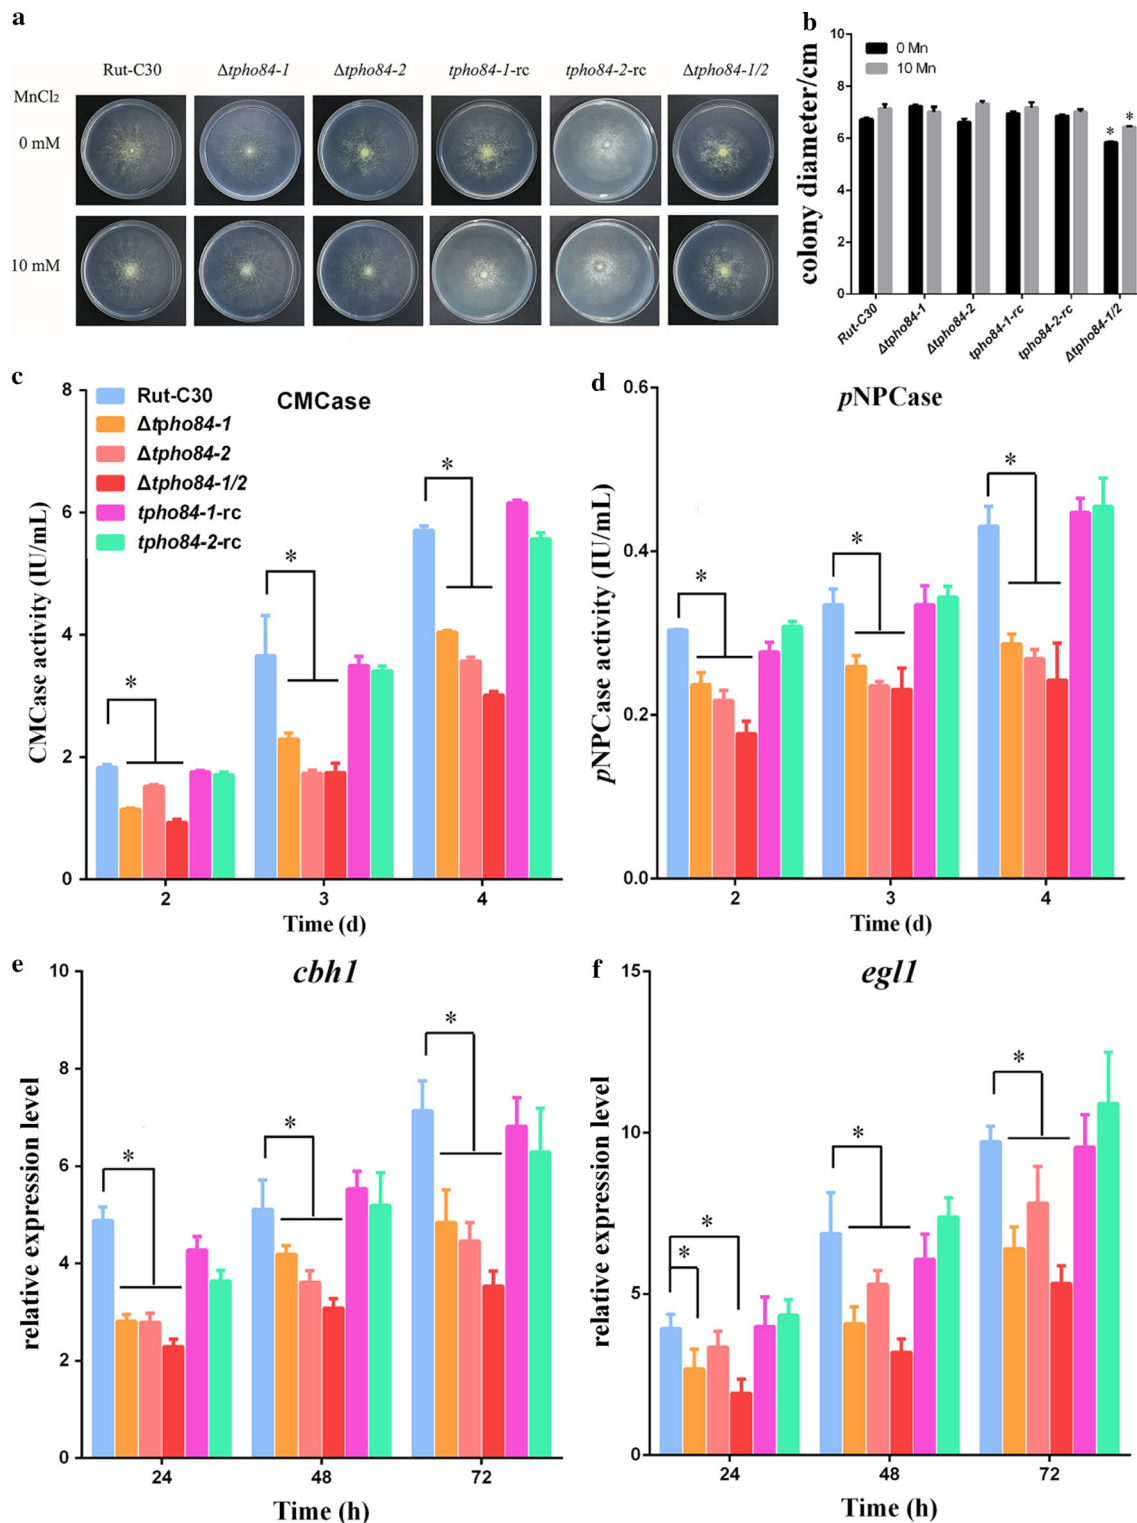 a
Rut-C30 Δtpho84-1 Δtpho84-2 tpho84-1-rc tpho84-2-rc Δtpho84-1/2
MnCl2
0 mM
10 mM
b
colony diameter/cm
10
8
6
4
2
0
0 Mn
10 Mn
* *
Rut-C30 Δtpho84-1 Δtpho84-2 tpho84-1-rc tpho84-2-rc Δtpho84-1/2
c
CMCase
CMCase activity (IU/mL)
8
6
4
2
0
Rut-C30
Δtpho84-1
Δtpho84-2
Δtpho84-1/2
tpho84-1-rc
tpho84-2-rc
* * *
2 3 4
Time (d)
d
pNPCase
pNPCase activity (IU/mL)
0.6
0.4
0.2
0.0
* * *
2 3 4
Time (d)
e
cbh1
relative expression level
10
8
6
4
2
0
* * *
24 48 72
Time (h)
f
egl1
relative expression level
15
10
5
0
* * * *
24 48 72
Time (h)